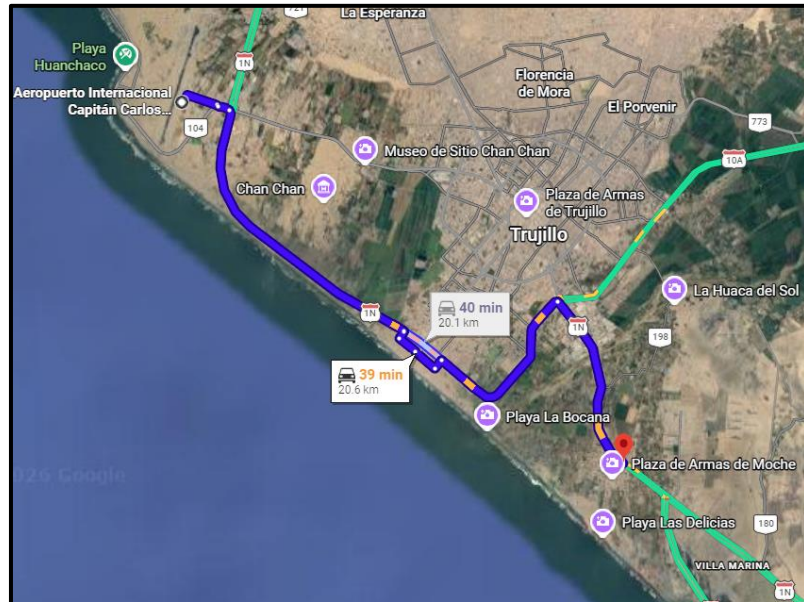 721
La Esperanza
Playa
Huanchaco
1N
Florencia
de Mora
Aeropuerto Internacional
Capitán Carlos...
El Porvenir
104
773
Museo de Sitio Chan Chan
10A
Chan Chan
Plaza de Armas
de Trujillo
Trujillo
La Huaca del Sol
40 min
20.1 km
1N
1N
198
39 min
20.6 km
Playa La Bocana
Plaza de Armas de Moche
2026 Google
Playa Las Delicias
180
VILLA MARINA
1N